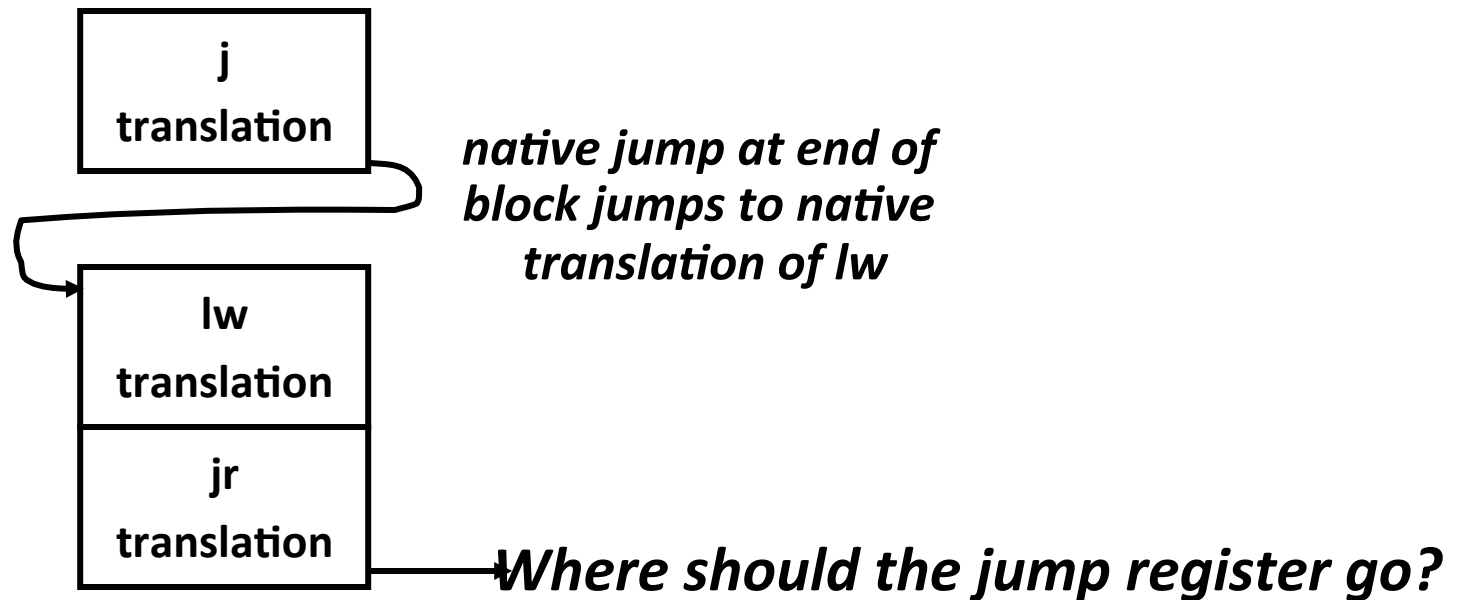 j
translation
native jump at end of
block jumps to native
translation of lw
lw
translation
jr
translation
Where should the jump register go?